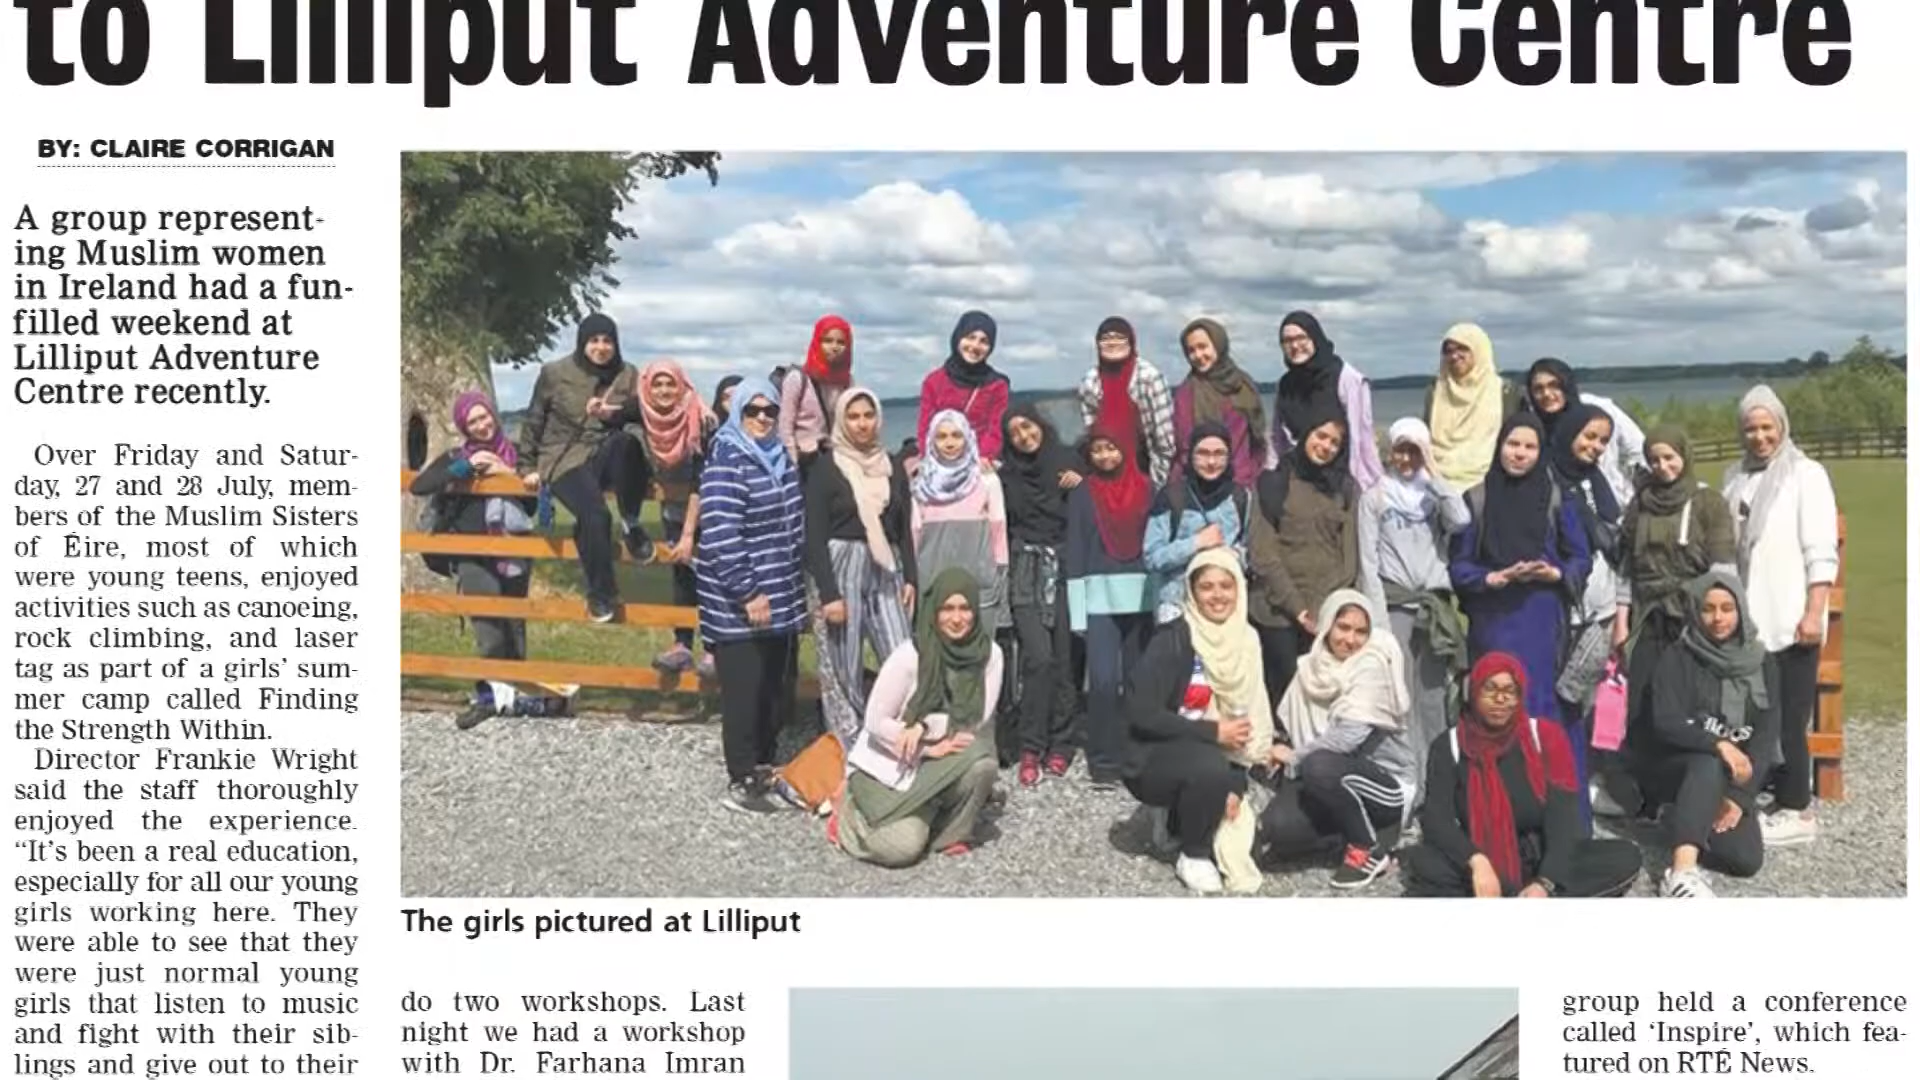 to Lilliput Adventure Centre
BY: CLAIRE CORRIGAN
A group represent-
ing Muslim women
in Ireland had a fun-
filled weekend at
Lilliput Adventure
Centre recently.
Over Friday and Satur-
day, 27 and 28 July, mem-
bers of the Muslim Sisters
of Éire, most of which
were young teens, enjoyed
activities such as canoeing,
rock climbing, and laser
tag as part of a girls’ sum-
mer camp called Finding
the Strength Within.
Director Frankie Wright
said the staff thoroughly
enjoyed the experience.
“It’s been a real education,
especially for all our young
girls working here. They
were able to see that they
were just normal young
girls that listen to music
and fight with their sib-
lings and give out to their
The girls pictured at Lilliput
do two workshops. Last
night we had a workshop
with Dr. Farhana Imran
group held a conference
called ‘Inspire’, which fea-
tured on RTÉ News.